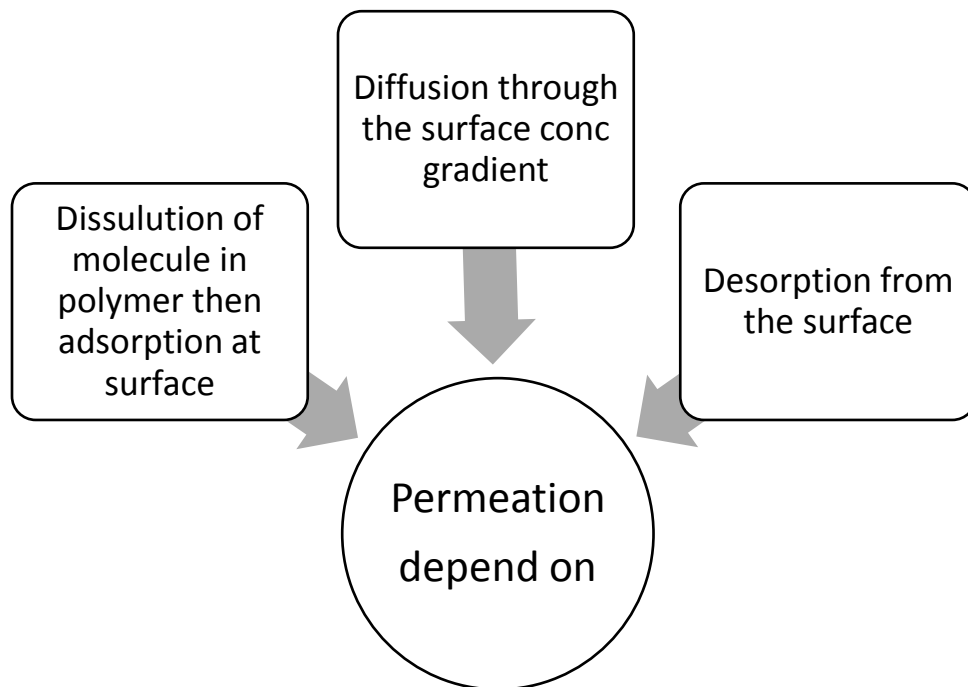 Dissulution of
molecule in
polymer then
adsorption at
surface
Diffusion through
the surface conc
gradient
Desorption from
the surface
Permeation
depend on